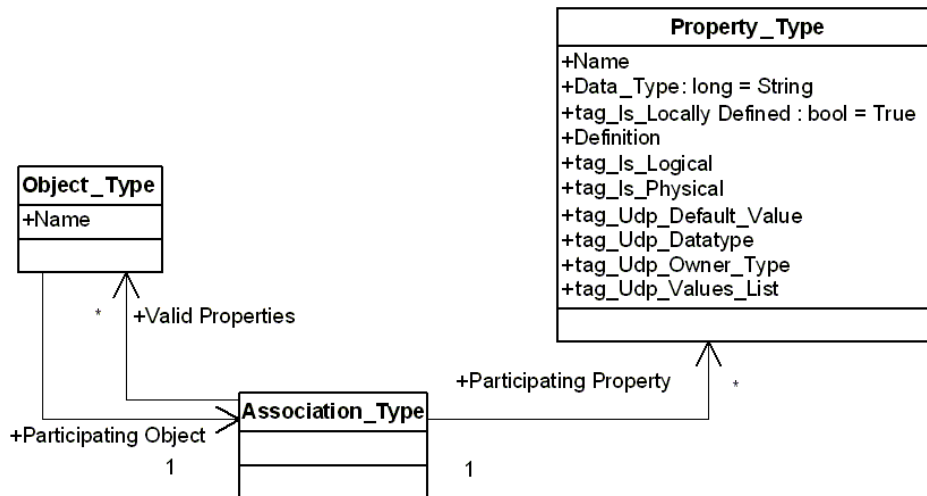 Property_Type
+Name
+Data_Type: long = String
+tag_Is_Locally Defined : bool = True
+Definition
+tag_Is_Logical
+tag_Is_Physical
+tag_Udp_Default_Value
+tag_Udp_Datatype
+tag_Udp_Owner_Type
+tag_Udp_Values_List
Object_Type
+Name
*
+Valid Properties
+Participating Property
*
Association_Type
+Participating Object
1
1